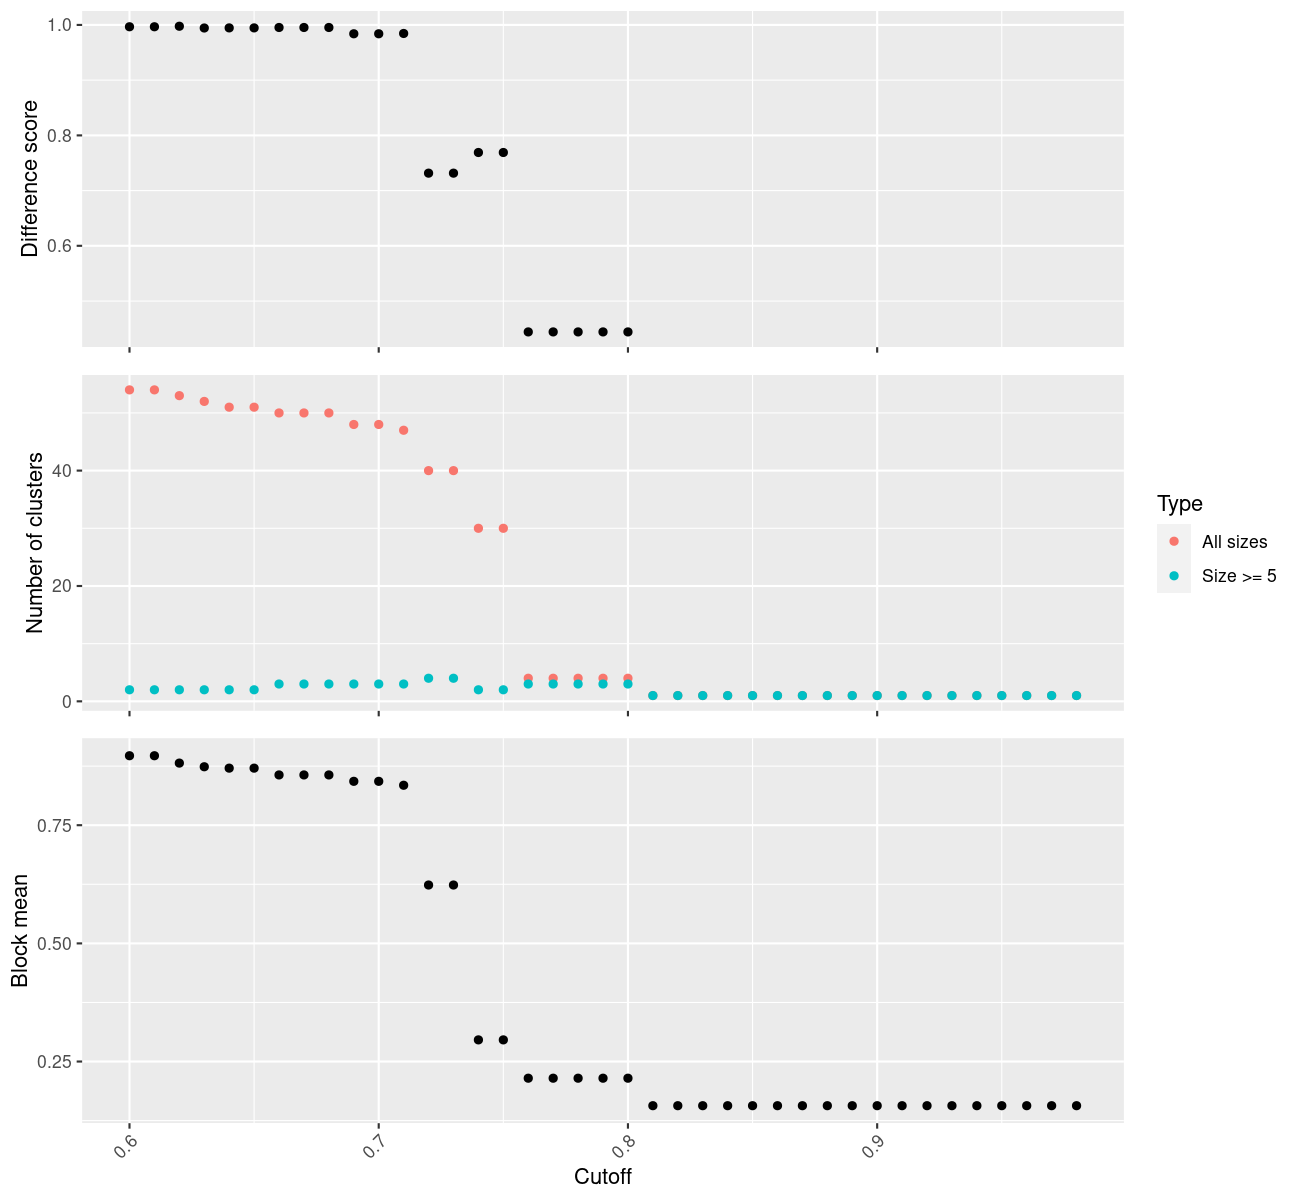 Difference score
1.0
0.8
0.6
Number of clusters
40
20
0
Type
All sizes
Size >= 5
Block mean
0.75
0.50
0.25
0.6 0.7 0.8 0.9
Cutoff